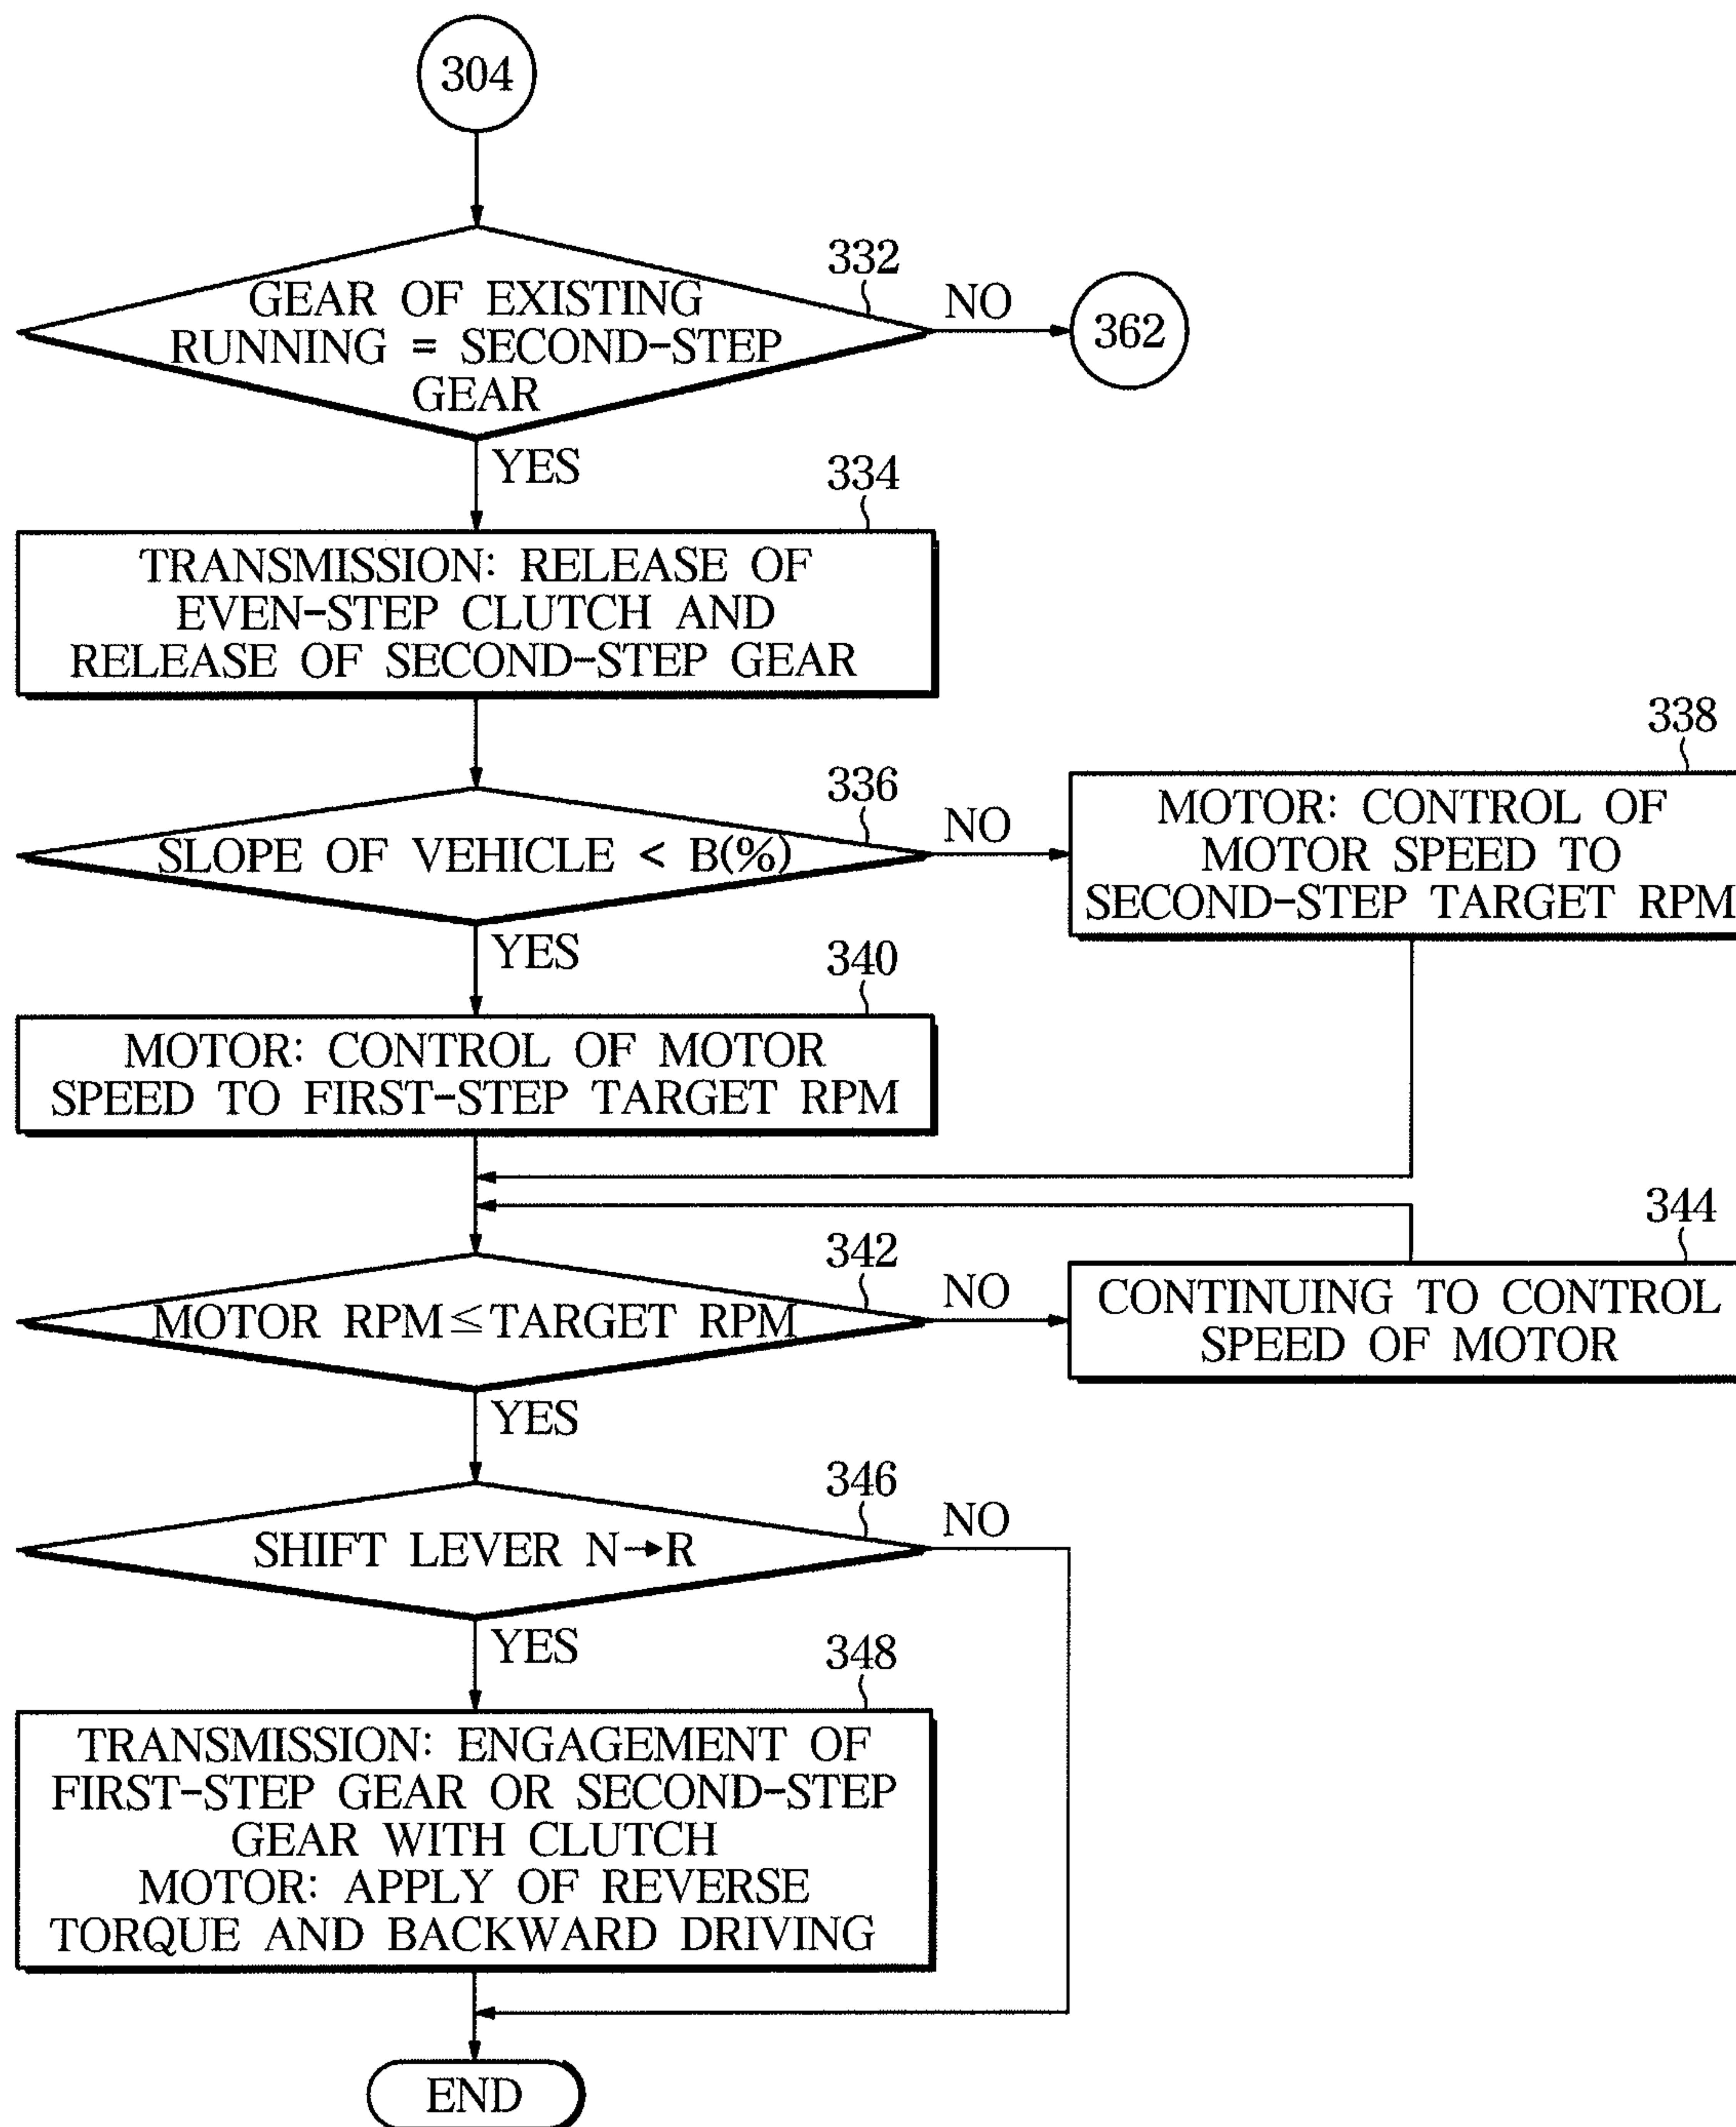 304
332
GEAR OF EXISTING
RUNNING = SECOND-STEP
GEAR
NO
362
YES
334
TRANSMISSION: RELEASE OF
EVEN-STEP CLUTCH AND
RELEASE OF SECOND-STEP GEAR
336
SLOPE OF VEHICLE < B(%)
NO
338
MOTOR: CONTROL OF
MOTOR SPEED TO
SECOND-STEP TARGET RPM
YES
340
MOTOR: CONTROL OF MOTOR
SPEED TO FIRST-STEP TARGET RPM
342
MOTOR RPM≤TARGET RPM
NO
344
CONTINUING TO CONTROL
SPEED OF MOTOR
YES
346
SHIFT LEVER N→R
NO
YES
348
TRANSMISSION: ENGAGEMENT OF
FIRST-STEP GEAR OR SECOND-STEP
GEAR WITH CLUTCH
MOTOR: APPLY OF REVERSE
TORQUE AND BACKWARD DRIVING
END